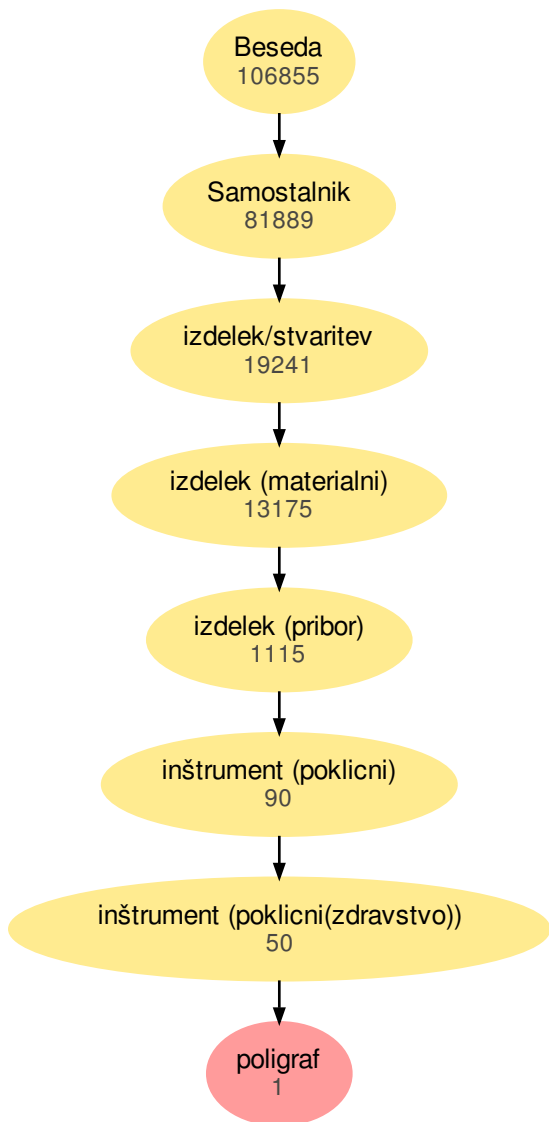 Beseda
106855
Samostalnik
81889
izdelek/stvaritev
19241
izdelek (materialni)
13175
izdelek (pribor)
1115
inštrument (poklicni)
90
inštrument (poklicni(zdravstvo))
50
poligraf
1